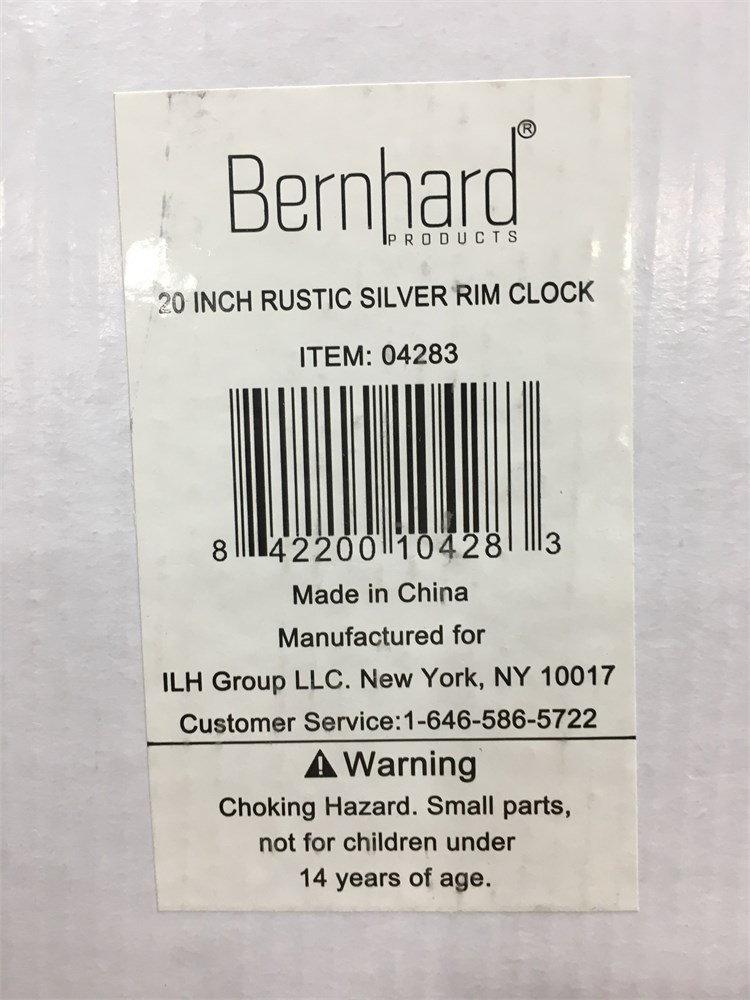 Bernhard®
PRODUCTS
20 INCH RUSTIC SILVER RIM CLOCK
ITEM: 04283
8 42200 10428 3
Made in China
Manufactured for
ILH Group LLC. New York, NY 10017
Customer Service:1-646-586-5722
Warning
Choking Hazard. Small parts,
not for children under
14 years of age.